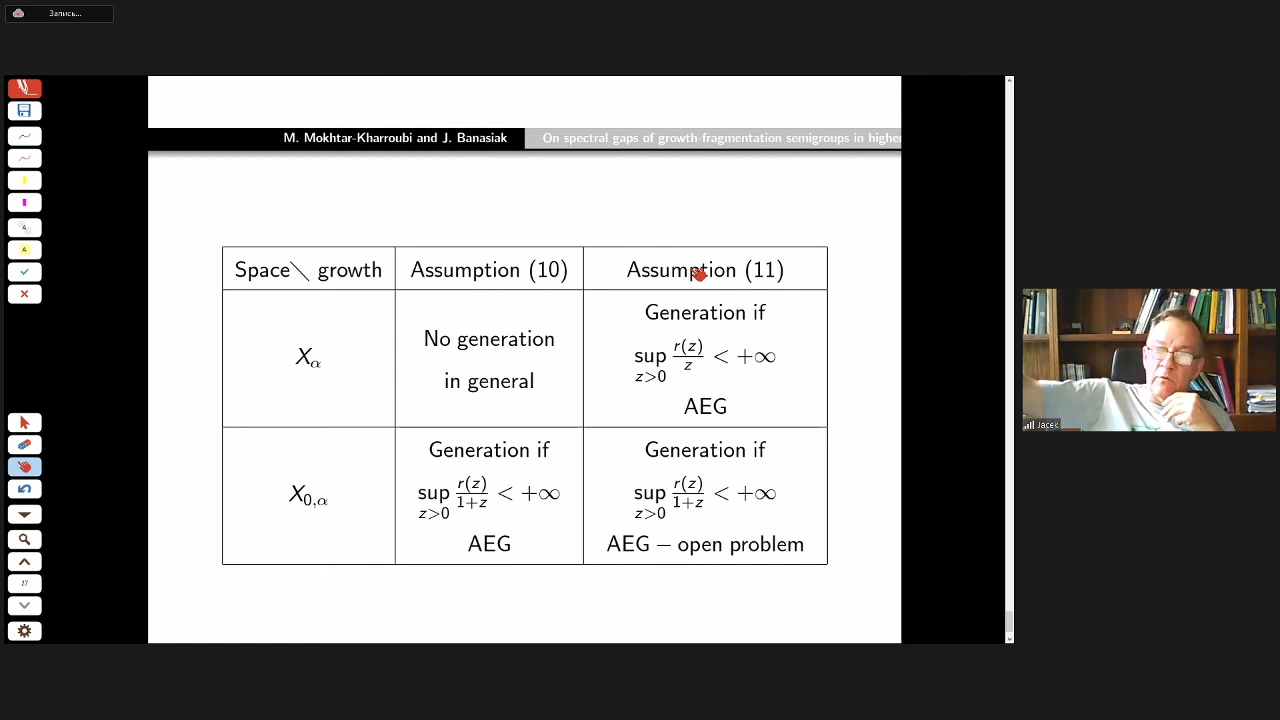 Запись...
M. Mokhtar-Kharroubi and J. Banasiak
On spectral gaps of growth-fragmentation semigroups in highe
Space\ growth
Assumption (10)
Assumption (11)
X_α
No generation
in general
Generation if
sup_{z>0} r(z)/z < +∞
AEG
X_{0,α}
Generation if
sup_{z>0} r(z)/(1+z) < +∞
AEG
Generation if
sup_{z>0} r(z)/(1+z) < +∞
AEG – open problem
A
A
27
Jacek